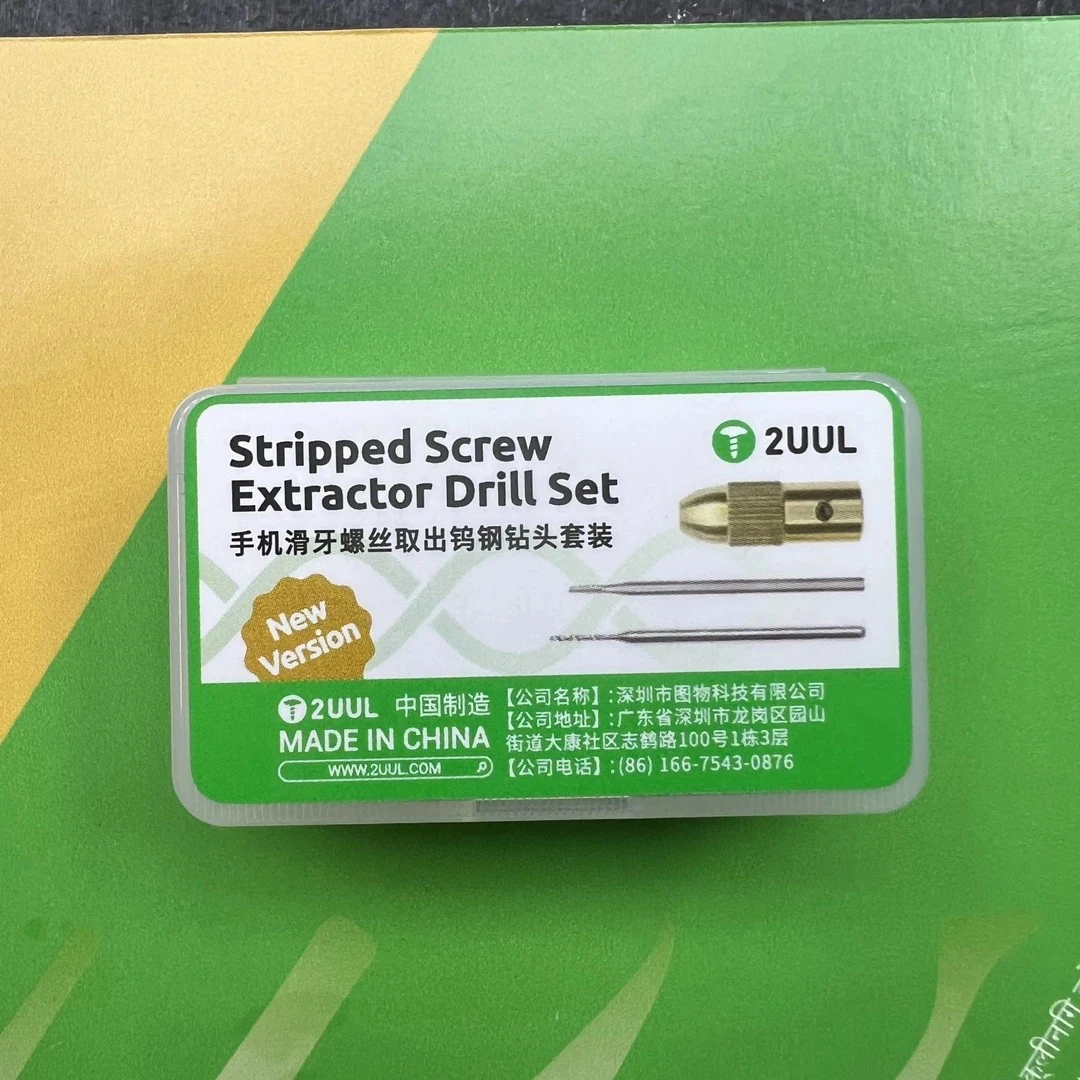 Stripped Screw
Extractor Drill Set
手机滑牙螺丝取出钨钢钻头套装
2UUL
New
Version
2UUL 中国制造
MADE IN CHINA
WWW.2UUL.COM
【公司名称】:深圳市图物科技有限公司
【公司地址】:广东省深圳市龙岗区园山
街道大康社区志鹤路100号1栋3层
【公司电话】:(86) 166-7543-0876